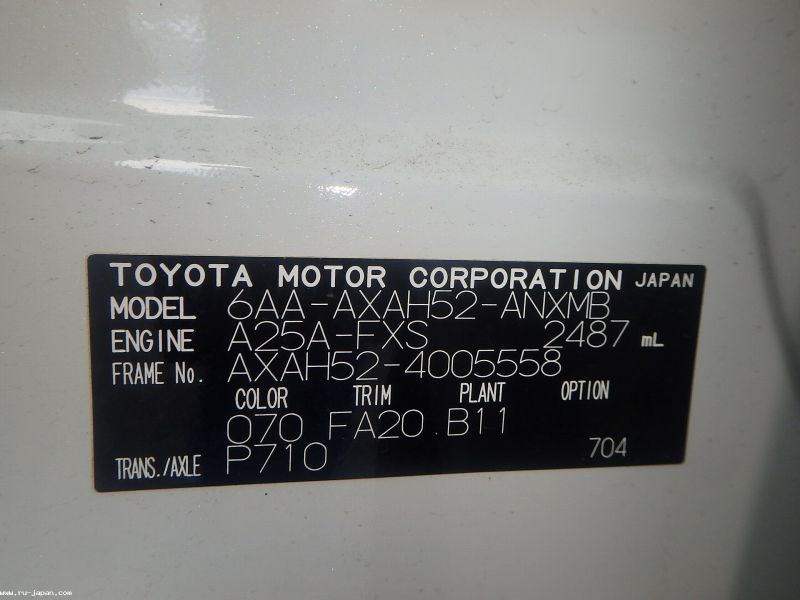 TOYOTA MOTOR CORPORATION JAPAN
MODEL 6AA-AXAH52-ANXMB
ENGINE A25A-FXS 2487 mL
FRAME No. AXAH52-4005558
COLOR TRIM PLANT OPTION
070 FA20 B11
TRANS./AXLE P710 704
www.ru-japan.com